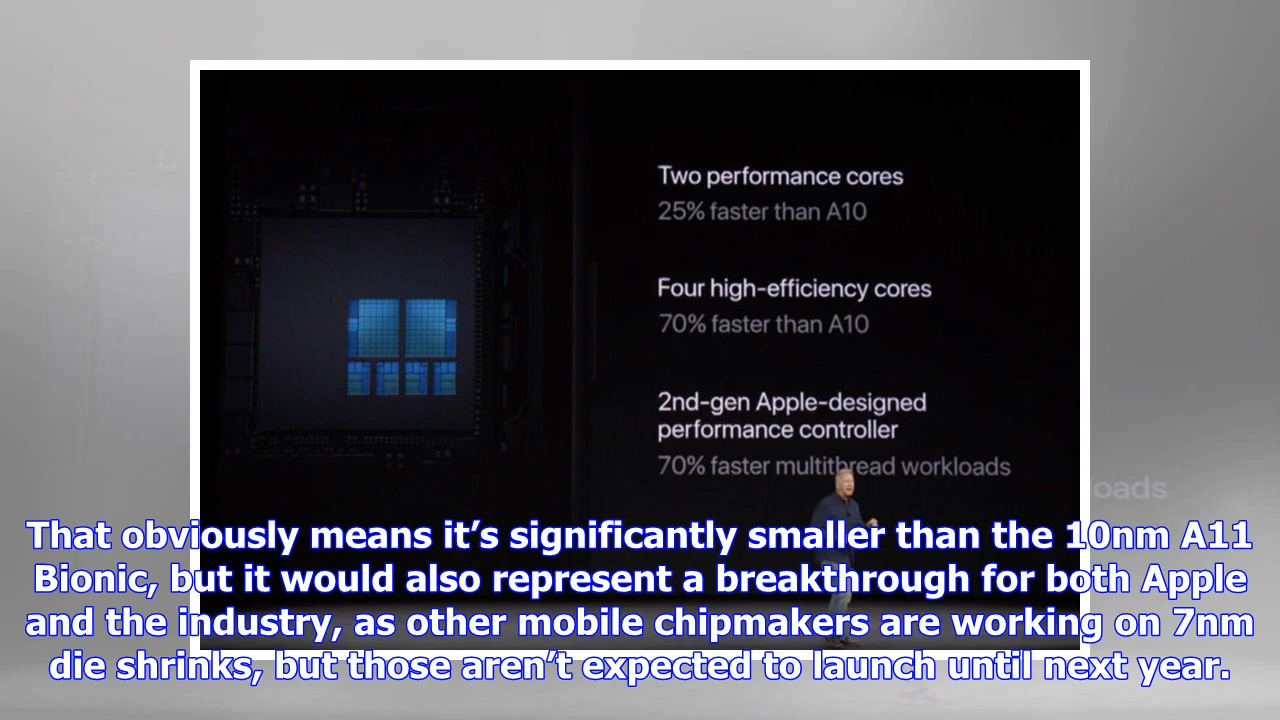 Two performance cores
25% faster than A10
Four high-efficiency cores
70% faster than A10
2nd-gen Apple-designed
performance controller
70% faster multithread workloads
oads
That obviously means it’s significantly smaller than the 10nm A11
Bionic, but it would also represent a breakthrough for both Apple
and the industry, as other mobile chipmakers are working on 7nm
die shrinks, but those aren’t expected to launch until next year.